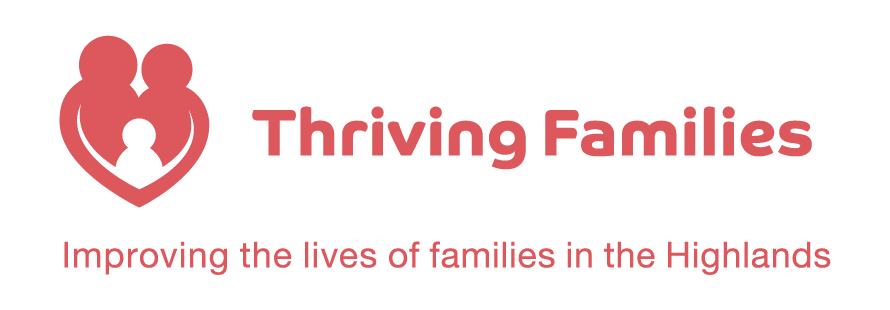 Thriving Families
Improving the lives of families in the Highlands